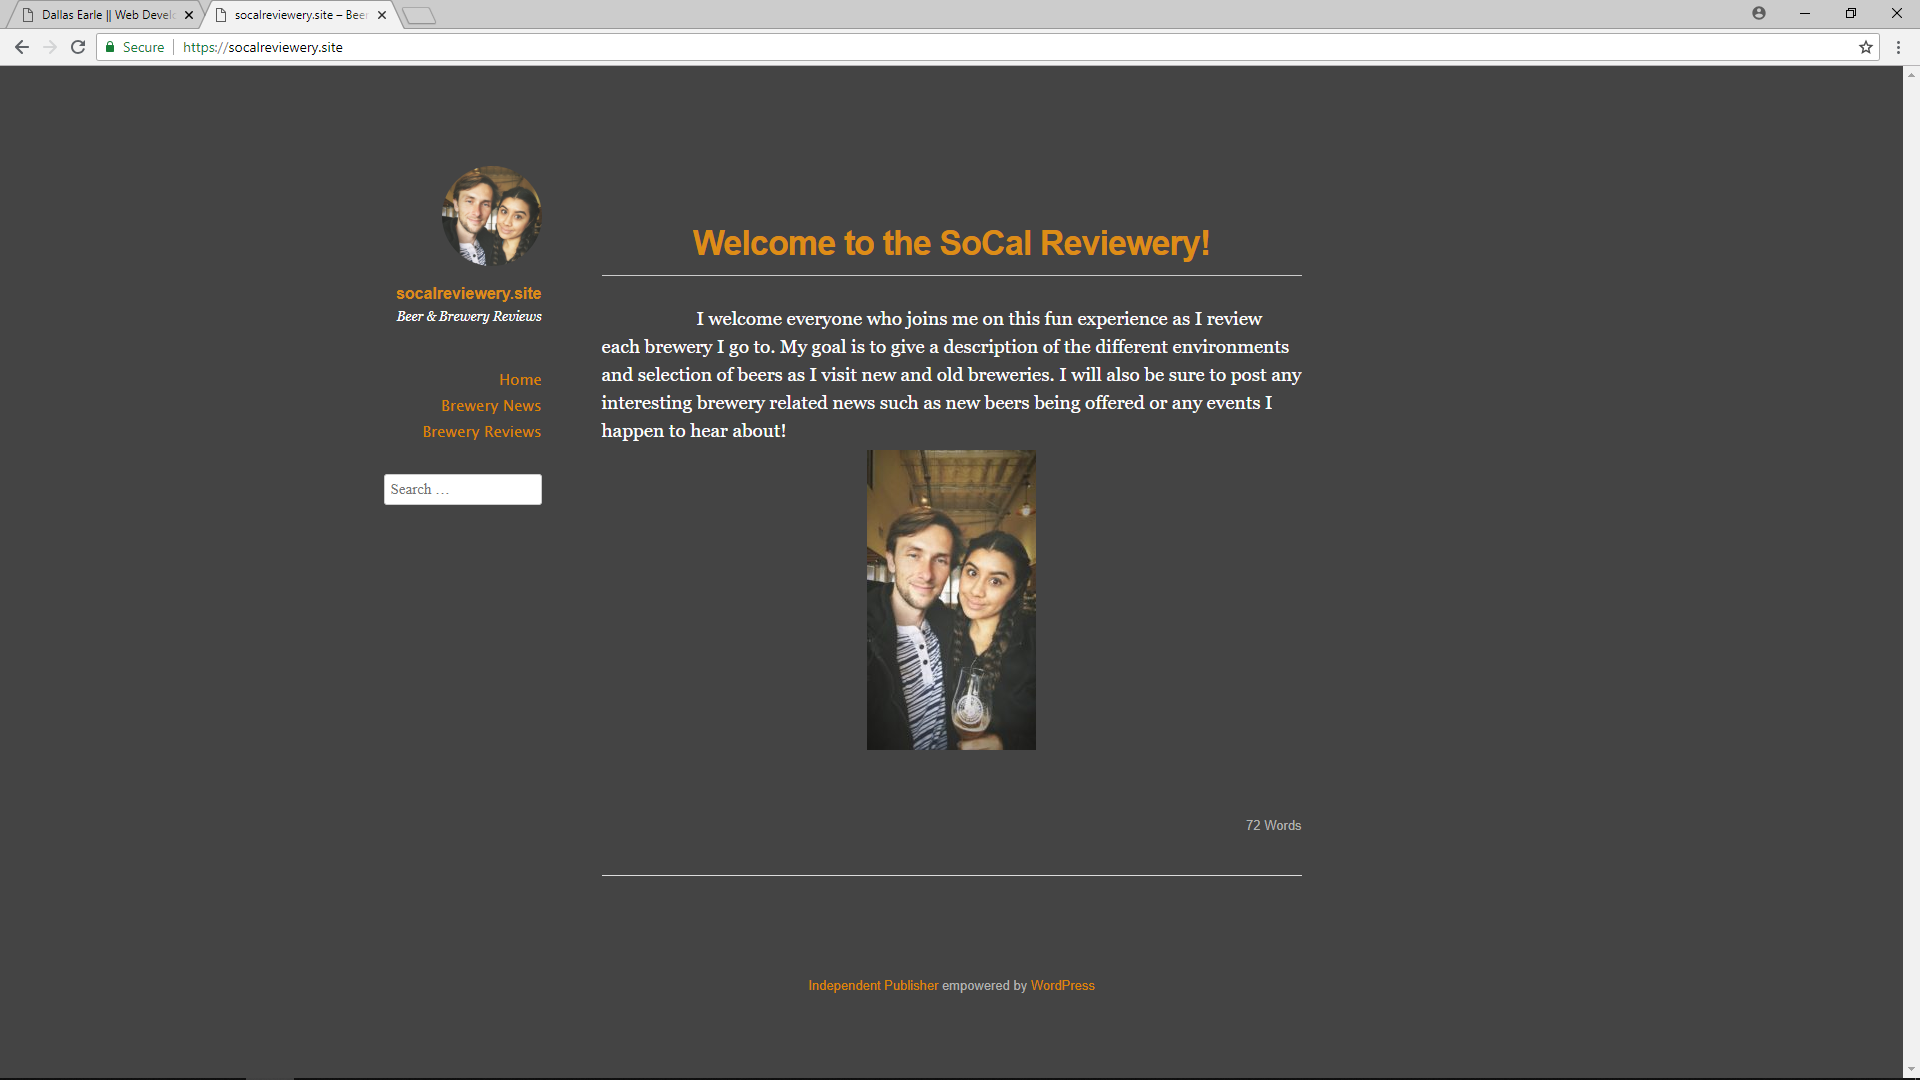 Dallas Earle || Web Develo
socalreviewery.site – Beer
Secure
https://socalreviewery.site
socalreviewery.site
Beer & Brewery Reviews
Home
Brewery News
Brewery Reviews
Search …
Welcome to the SoCal Reviewery!
I welcome everyone who joins me on this fun experience as I review
each brewery I go to. My goal is to give a description of the different environments
and selection of beers as I visit new and old breweries. I will also be sure to post any
interesting brewery related news such as new beers being offered or any events I
happen to hear about!
72 Words
Independent Publisher empowered by WordPress